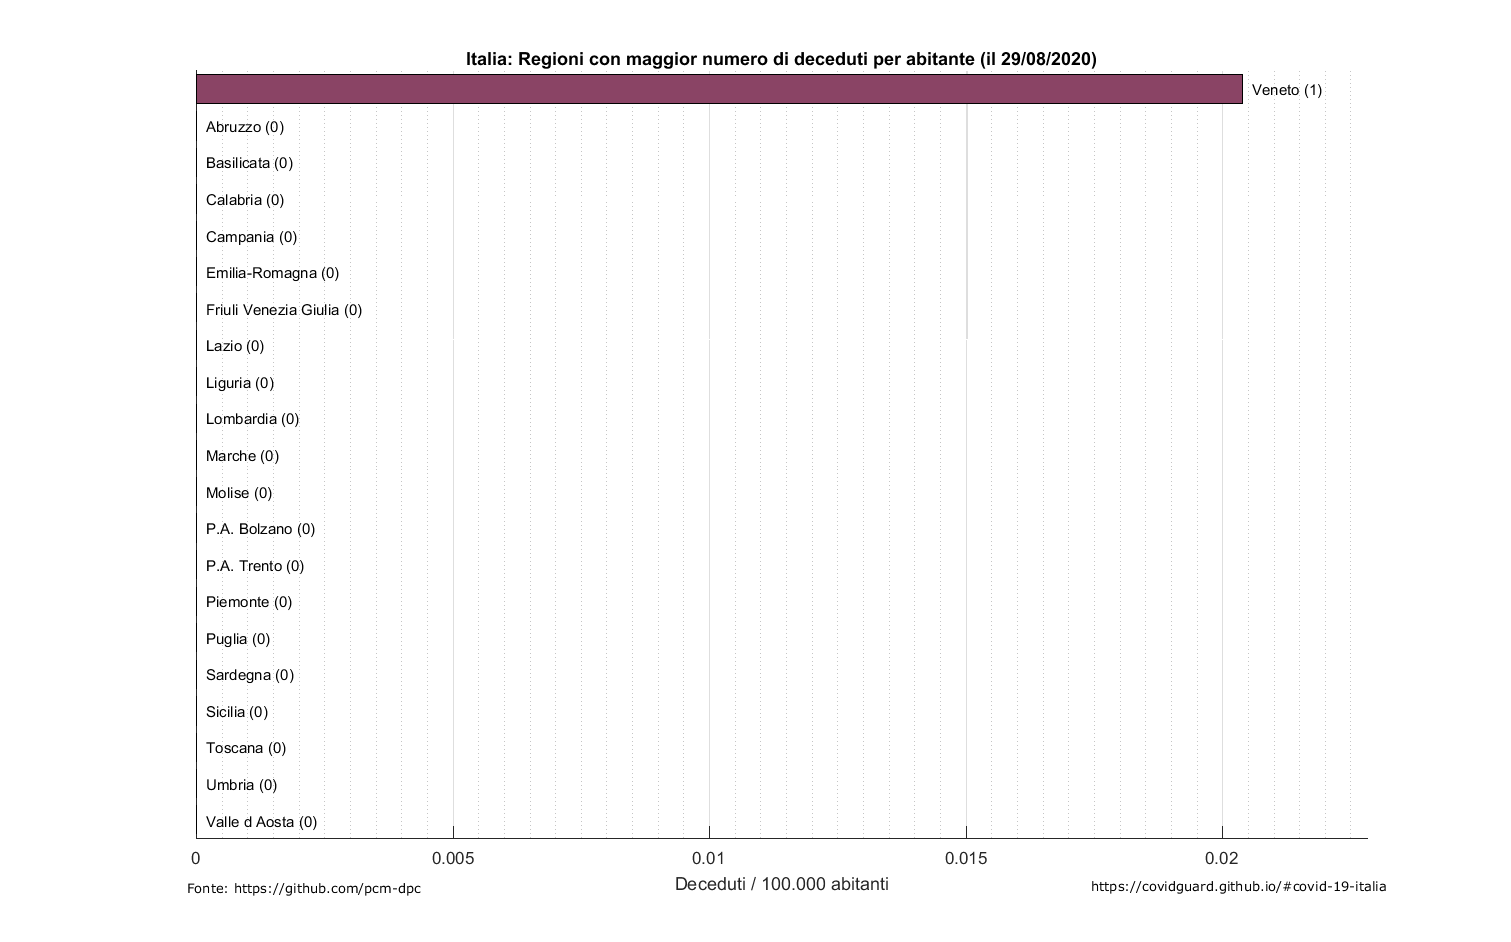 Italia: Regioni con maggior numero di deceduti per abitante (il 29/08/2020)
Veneto (1)
Abruzzo (0)
Basilicata (0)
Calabria (0)
Campania (0)
Emilia-Romagna (0)
Friuli Venezia Giulia (0)
Lazio (0)
Liguria (0)
Lombardia (0)
Marche (0)
Molise (0)
P.A. Bolzano (0)
P.A. Trento (0)
Piemonte (0)
Puglia (0)
Sardegna (0)
Sicilia (0)
Toscana (0)
Umbria (0)
Valle d Aosta (0)
0 0.005 0.01 0.015 0.02
Deceduti / 100.000 abitanti
Fonte: https://github.com/pcm-dpc
https://covidguard.github.io/#covid-19-italia